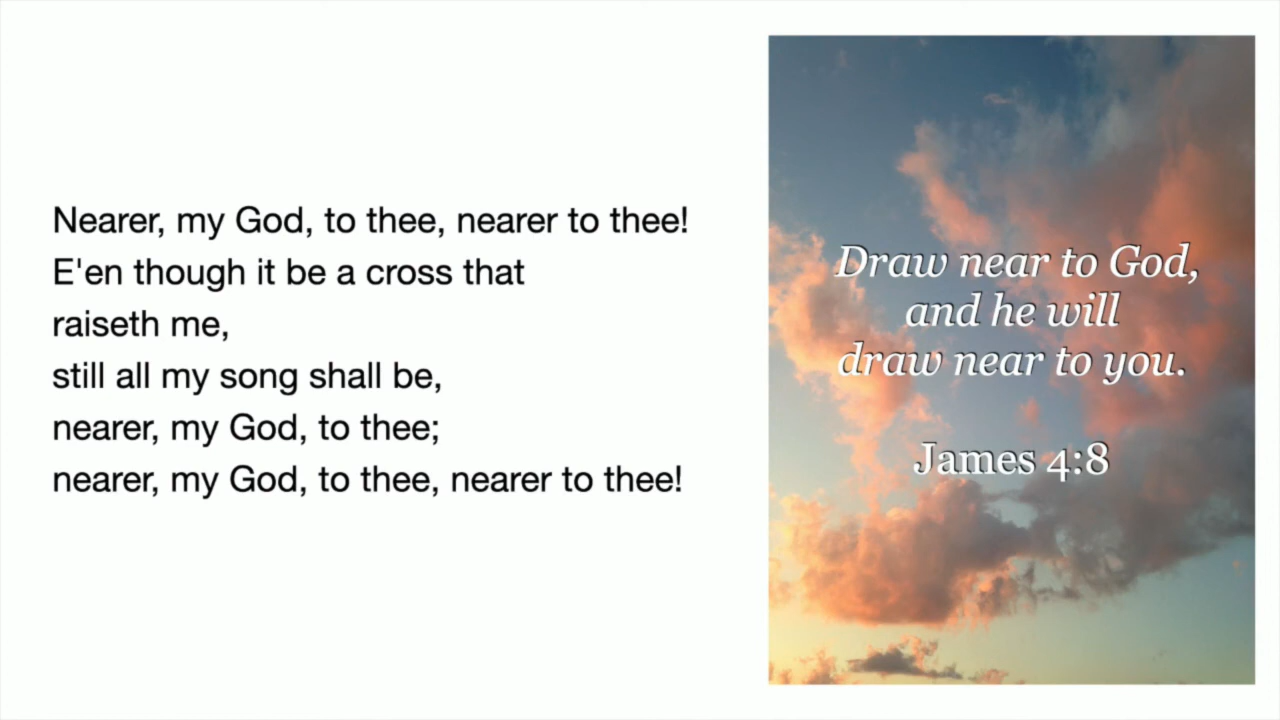 Nearer, my God, to thee, nearer to thee!
E'en though it be a cross that
raiseth me,
still all my song shall be,
nearer, my God, to thee;
nearer, my God, to thee, nearer to thee!
Draw near to God,
and he will
draw near to you.
James 4:8